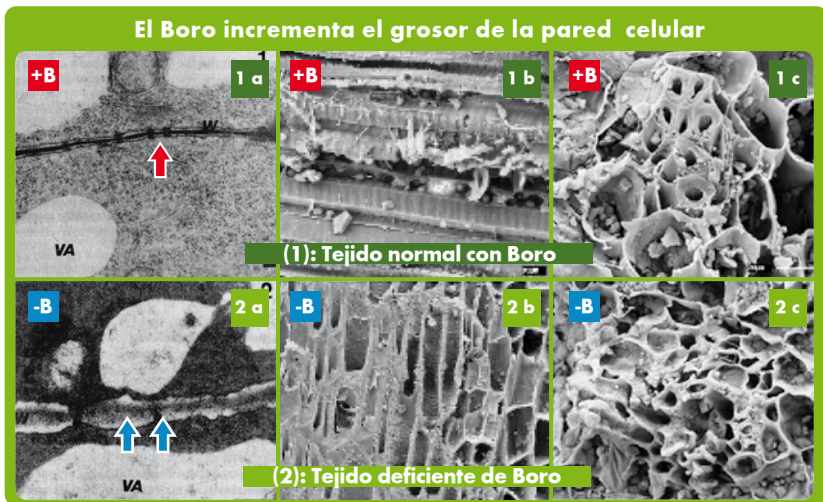 El Boro incrementa el grosor de la pared celular
+B
1 a
+B
1 b
+B
1 c
W
VA
(1): Tejido normal con Boro
-B
2 a
-B
2 b
-B
2 c
VA
(2): Tejido deficiente de Boro